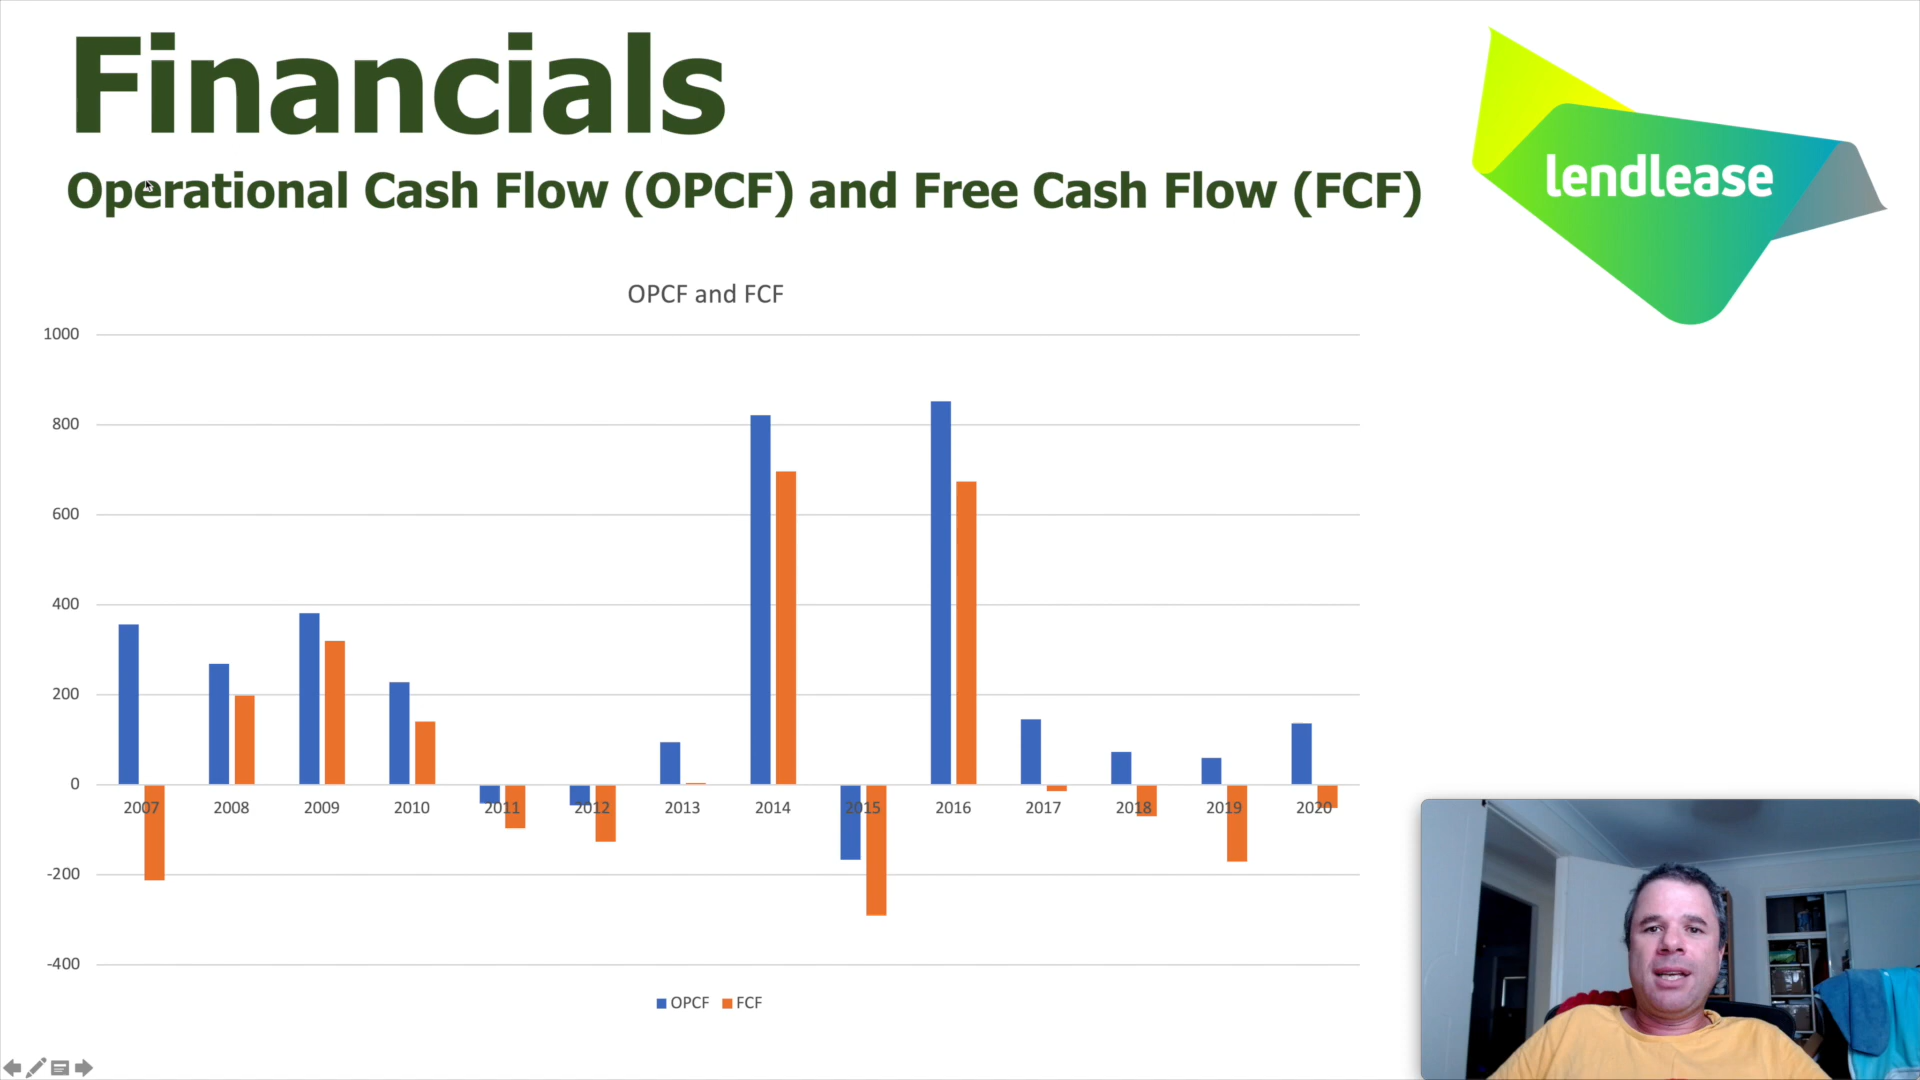 Financials
Operational Cash Flow (OPCF) and Free Cash Flow (FCF)
lendlease
OPCF and FCF
1000
800
600
400
200
0
-200
-400
2007 2008 2009 2010 2011 2012 2013 2014 2015 2016 2017 2018 2019 2020
OPCF FCF